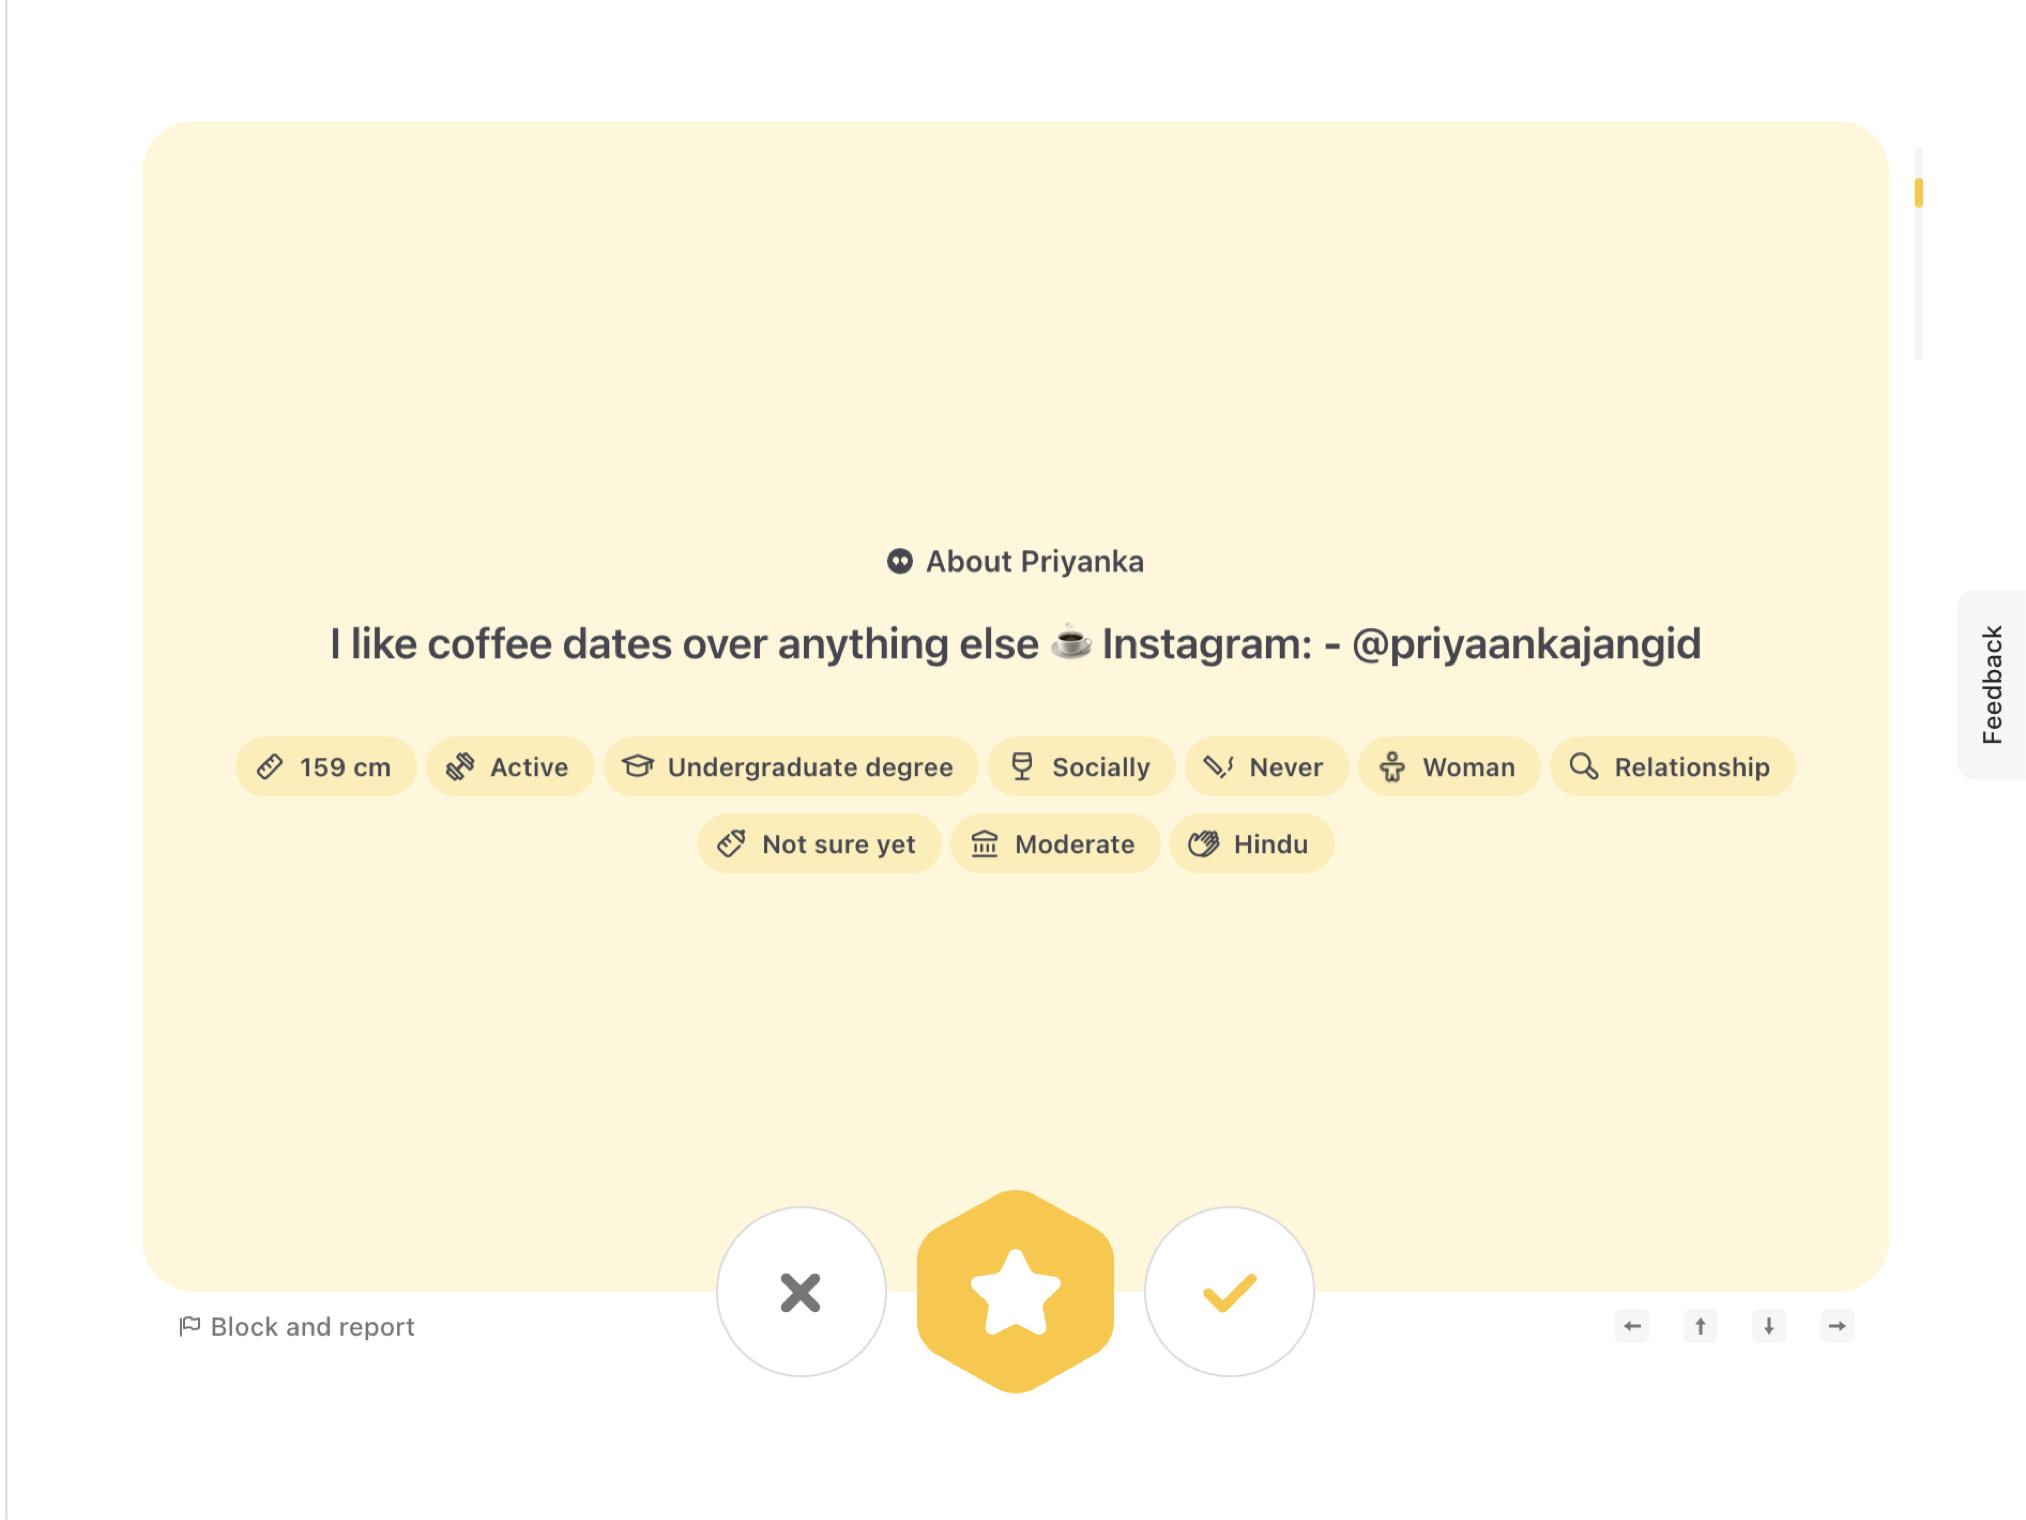 About Priyanka
I like coffee dates over anything else ☕ Instagram: - @priyaankajangid
159 cm Active Undergraduate degree Socially Never Woman Relationship
Not sure yet Moderate Hindu
Feedback
Block and report